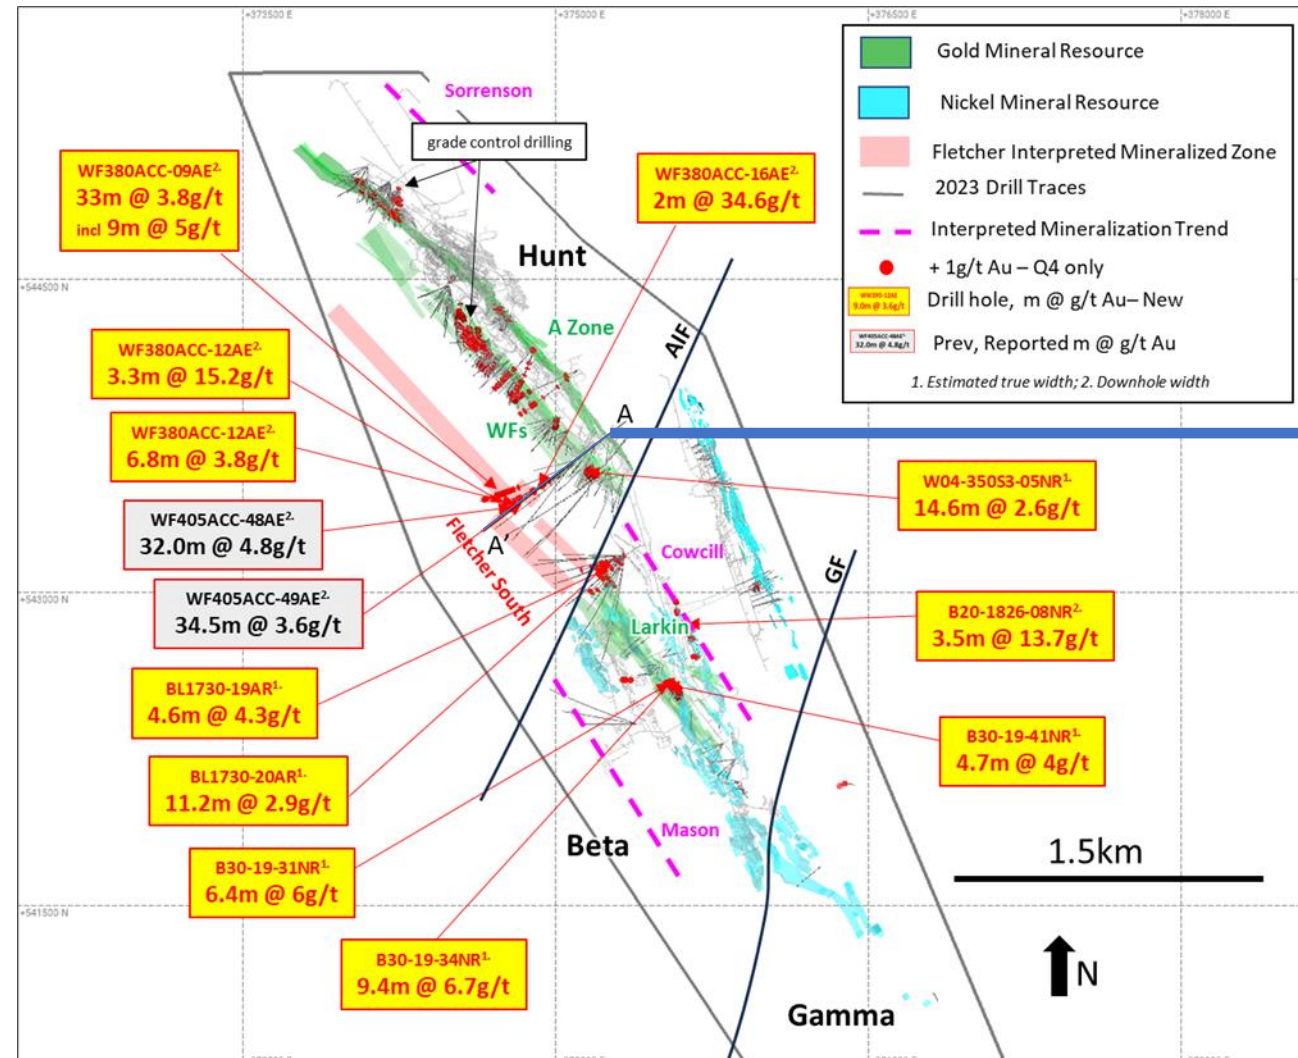 +373500 E
+375000 E
+376500 E
+378000 E
Gold Mineral Resource
Nickel Mineral Resource
Fletcher Interpreted Mineralized Zone
2023 Drill Traces
Interpreted Mineralization Trend
+ 1g/t Au – Q4 only
Drill hole, m @ g/t Au– New
Prev, Reported m @ g/t Au
WF405ACC-48AE
32.0m @ 4.8g/t
1. Estimated true width; 2. Downhole width
Sorrenson
grade control drilling
WF380ACC-09AE2.
33m @ 3.8g/t
incl 9m @ 5g/t
WF380ACC-16AE2.
2m @ 34.6g/t
Hunt
+544500 N
A Zone
AIF
WF380ACC-12AE2.
3.3m @ 15.2g/t
WF380ACC-12AE2.
6.8m @ 3.8g/t
WFs
A
W04-350S3-05NR1.
14.6m @ 2.6g/t
WF405ACC-48AE2.
32.0m @ 4.8g/t
A'
Fletcher South
Cowcill
GF
WF405ACC-49AE2.
34.5m @ 3.6g/t
+543000 N
Larkin
B20-1826-08NR2.
3.5m @ 13.7g/t
BL1730-19AR1.
4.6m @ 4.3g/t
B30-19-41NR1.
4.7m @ 4g/t
BL1730-20AR1.
11.2m @ 2.9g/t
Mason
Beta
1.5km
B30-19-31NR1.
6.4m @ 6g/t
+541500 N
B30-19-34NR1.
9.4m @ 6.7g/t
N
Gamma